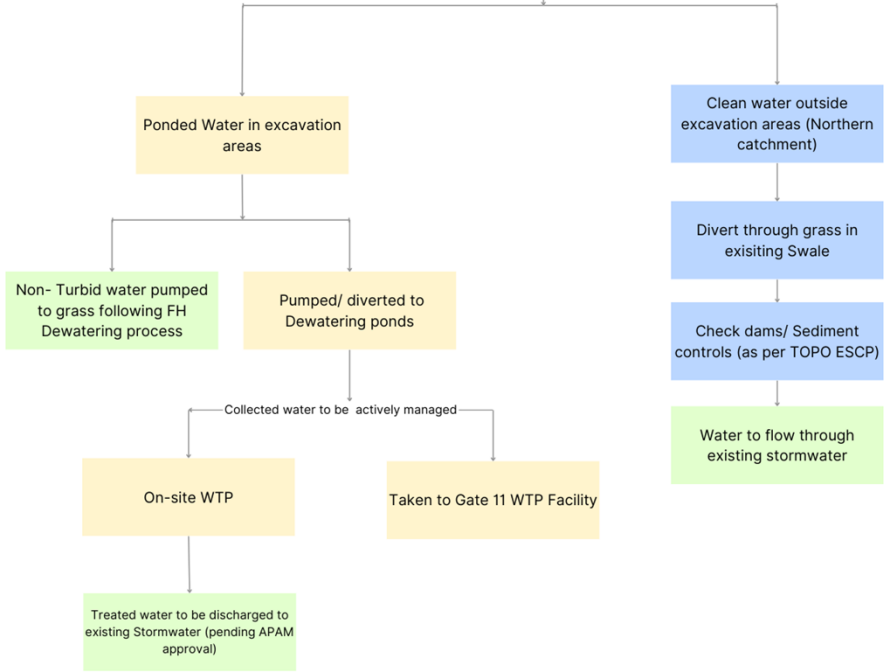 Ponded Water in excavation
areas
Clean water outside
excavation areas (Northern
catchment)
Divert through grass in
exisiting Swale
Non- Turbid water pumped
to grass following FH
Dewatering process
Pumped/ diverted to
Dewatering ponds
Check dams/ Sediment
controls (as per TOPO ESCP)
Collected water to be actively managed
Water to flow through
existing stormwater
On-site WTP
Taken to Gate 11 WTP Facility
Treated water to be discharged to
existing Stormwater (pending APAM
approval)